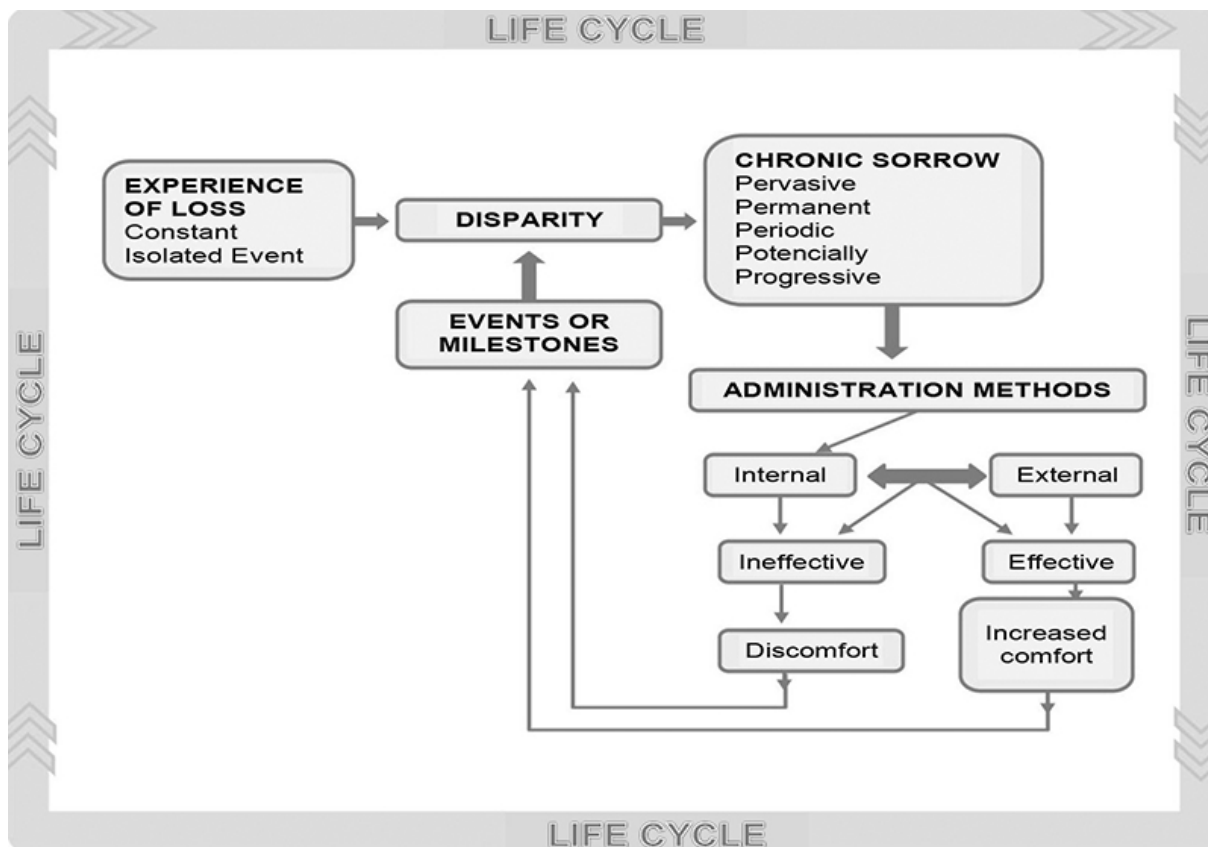 LIFE CYCLE
EXPERIENCE
OF LOSS
Constant
Isolated Event
DISPARITY
CHRONIC SORROW
Pervasive
Permanent
Periodic
Potencially
Progressive
EVENTS OR
MILESTONES
ADMINISTRATION METHODS
Internal
External
Ineffective
Effective
Discomfort
Increased
comfort
LIFE CYCLE
LIFE CYCLE
LIFE CYCLE